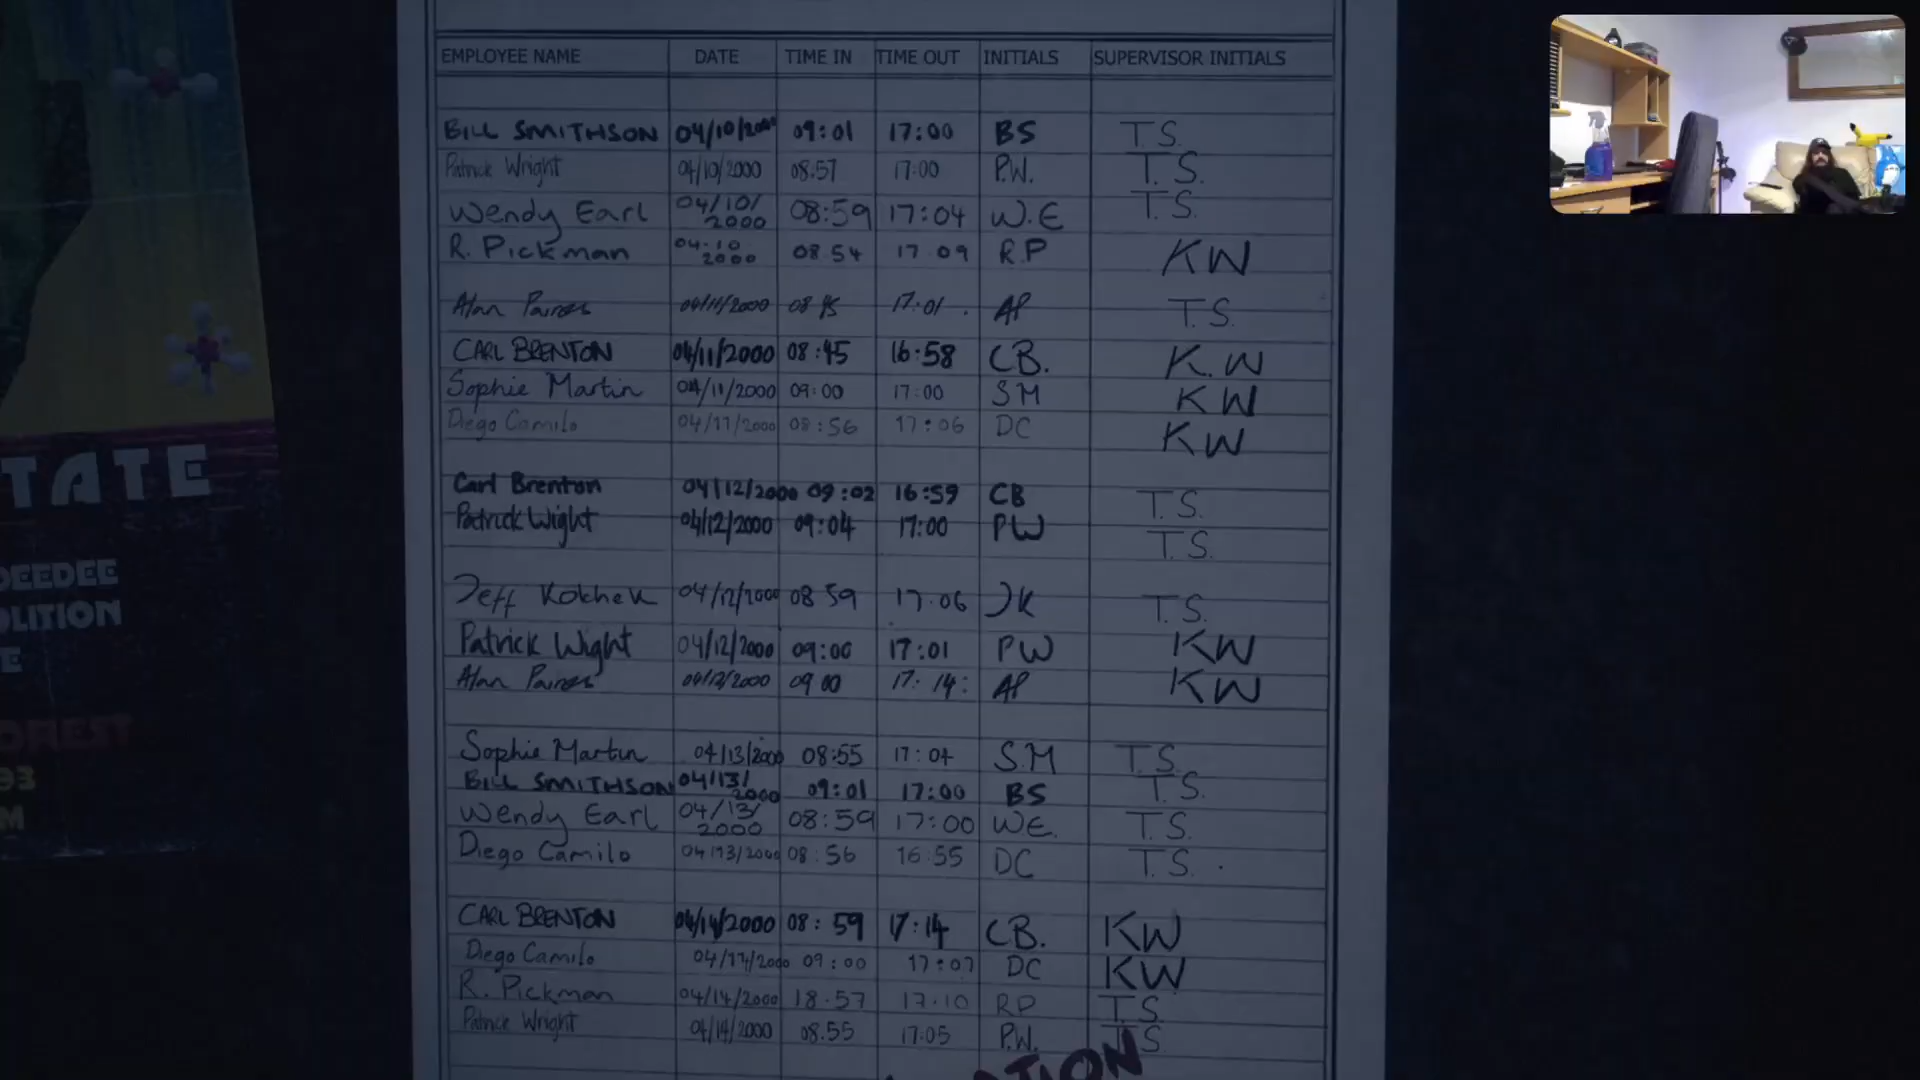 EMPLOYEE NAME DATE TIME IN TIME OUT INITIALS SUPERVISOR INITIALS
BILL SMITHSON 04/10/2000 09:01 17:00 BS T.S.
Patrick Wright 04/10/2000 08.57 17:00 P.W. T.S.
Wendy Earl 04/10/2000 08:59 17:04 W.E T.S.
R. Pickman 04.10 2000 08.54 17.09 RP KW
Alan 04/11/2000 08 45 17.01 . AP T.S.
CARL BRENTON 04/11/2000 08:45 16:58 CB. K.W
Sophie Martin 04/11/2000 09:00 17:00 SM KW
Diego Camilo 04/11/2000 08:56 17:06 DC KW
Carl Brenton 04/12/2000 09:02 16:59 CB T.S.
Patrick Wight 04/12/2000 09:04 17:00 PW T.S.
Jeff 04/12/2000 08 59 17.06 JK T.S.
Patrick Wight 04/12/2000 09:00 17:01 PW KW
Alan 04/12/2000 09 00 17:14: AP KW
Sophie Martin 04/13/2000 08:55 17:04 S.M T.S.
BILL SMITHSON 04/13/2000 09:01 17:00 BS T.S.
Wendy Earl 04/13/2000 08:59 17:00 WE. T.S.
Diego Camilo 04/13/2000 08:56 16:55 DC T.S.
CARL BRENTON 04/14/2000 08:59 17:14 CB. KW
Diego Camilo 04/14/2000 09:00 17:07 DC KW
R. Pickman 04/14/2000 18.57 17.10 RP T.S.
Patrick Wright 04/14/2000 08.55 17:05 P.W. T.S
TATE
DEEDEE
OLITION
E
OREST
93
M